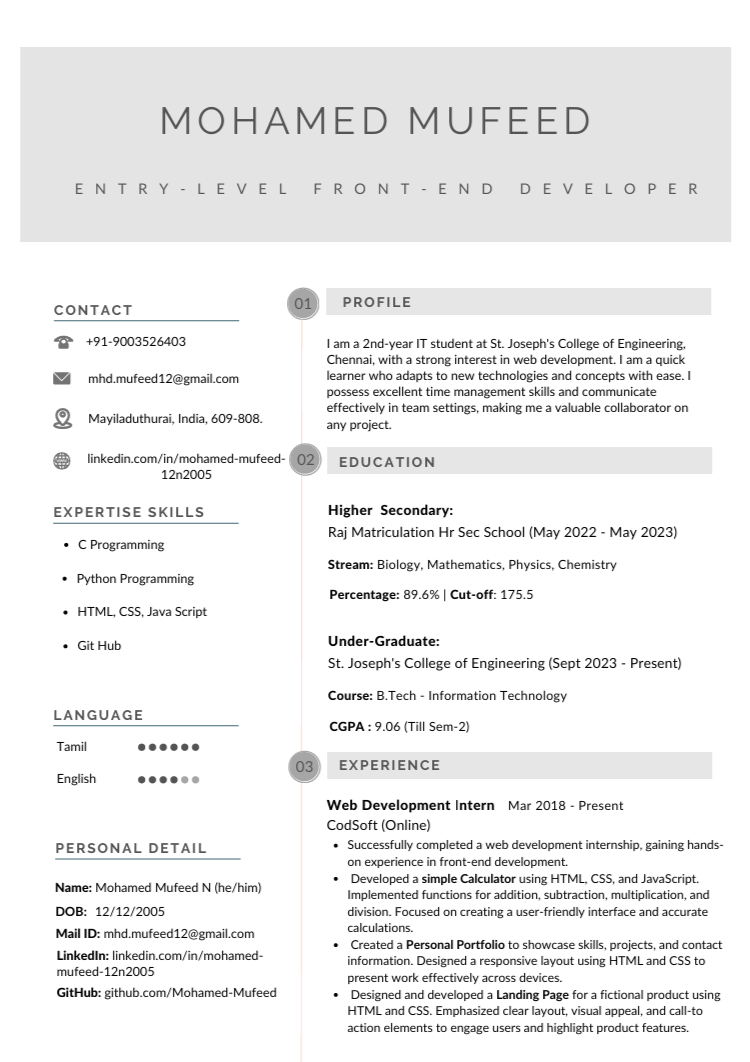 MOHAMED MUFEED
ENTRY-LEVEL FRONT-END DEVELOPER
CONTACT
+91-9003526403
mhd.mufeed12@gmail.com
Mayiladuthurai, India, 609-808.
linkedin.com/in/mohamed-mufeed-
12n2005
EXPERTISE SKILLS
• C Programming
• Python Programming
• HTML, CSS, Java Script
• Git Hub
LANGUAGE
Tamil
English
PERSONAL DETAIL
Name: Mohamed Mufeed N (he/him)
DOB: 12/12/2005
Mail ID: mhd.mufeed12@gmail.com
LinkedIn: linkedin.com/in/mohamed-
mufeed-12n2005
GitHub: github.com/Mohamed-Mufeed
01 PROFILE
I am a 2nd-year IT student at St. Joseph's College of Engineering,
Chennai, with a strong interest in web development. I am a quick
learner who adapts to new technologies and concepts with ease. I
possess excellent time management skills and communicate
effectively in team settings, making me a valuable collaborator on
any project.
02 EDUCATION
Higher Secondary:
Raj Matriculation Hr Sec School (May 2022 - May 2023)
Stream: Biology, Mathematics, Physics, Chemistry
Percentage: 89.6% | Cut-off: 175.5
Under-Graduate:
St. Joseph's College of Engineering (Sept 2023 - Present)
Course: B.Tech - Information Technology
CGPA : 9.06 (Till Sem-2)
03 EXPERIENCE
Web Development Intern Mar 2018 - Present
CodSoft (Online)
• Successfully completed a web development internship, gaining hands-
on experience in front-end development.
• Developed a simple Calculator using HTML, CSS, and JavaScript.
Implemented functions for addition, subtraction, multiplication, and
division. Focused on creating a user-friendly interface and accurate
calculations.
• Created a Personal Portfolio to showcase skills, projects, and contact
information. Designed a responsive layout using HTML and CSS to
present work effectively across devices.
• Designed and developed a Landing Page for a fictional product using
HTML and CSS. Emphasized clear layout, visual appeal, and call-to
action elements to engage users and highlight product features.